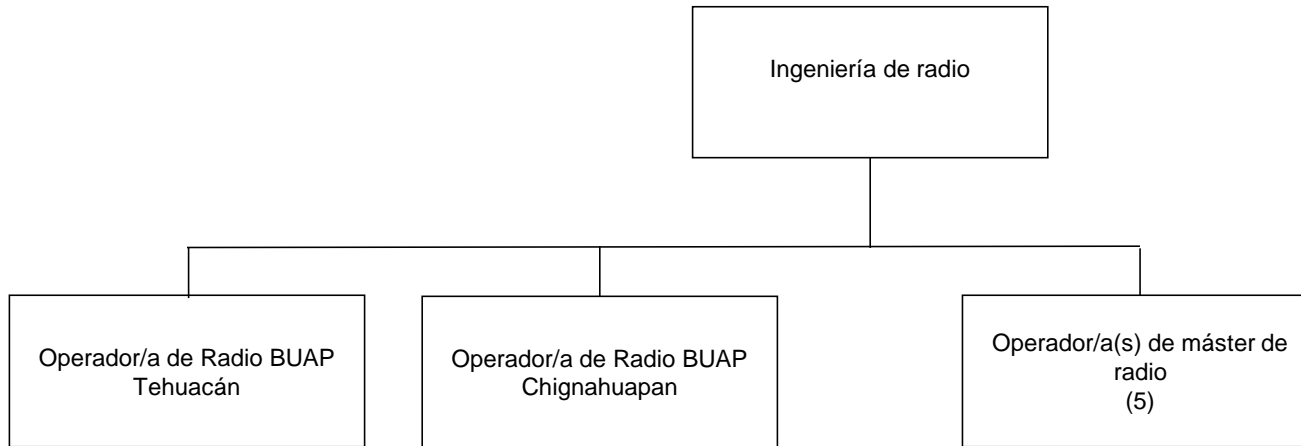 Ingeniería de radio
Operador/a de Radio BUAP
Tehuacán
Operador/a de Radio BUAP
Chignahuapan
Operador/a(s) de máster de
radio
(5)